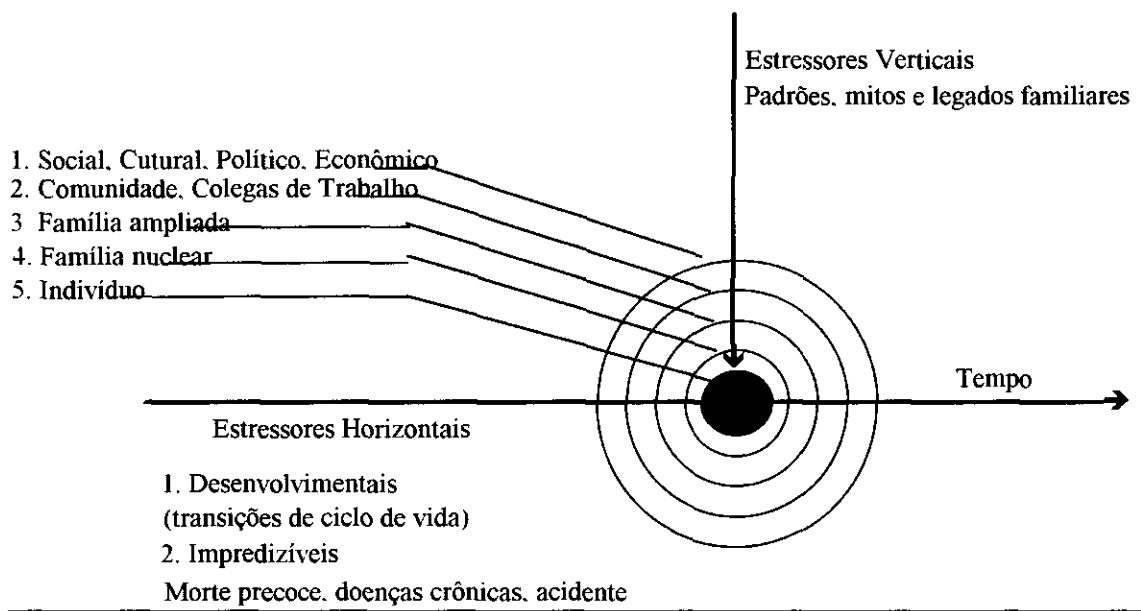 Estressores Verticais
Padrões, mitos e legados familiares
1. Social, Cutural, Político, Econômico
2. Comunidade, Colegas de Trabalho
3 Família ampliada
4. Família nuclear
5. Indivíduo
Tempo
Estressores Horizontais
1. Desenvolvimentais
(transições de ciclo de vida)
2. Impredizíveis
Morte precoce, doenças crônicas, acidente